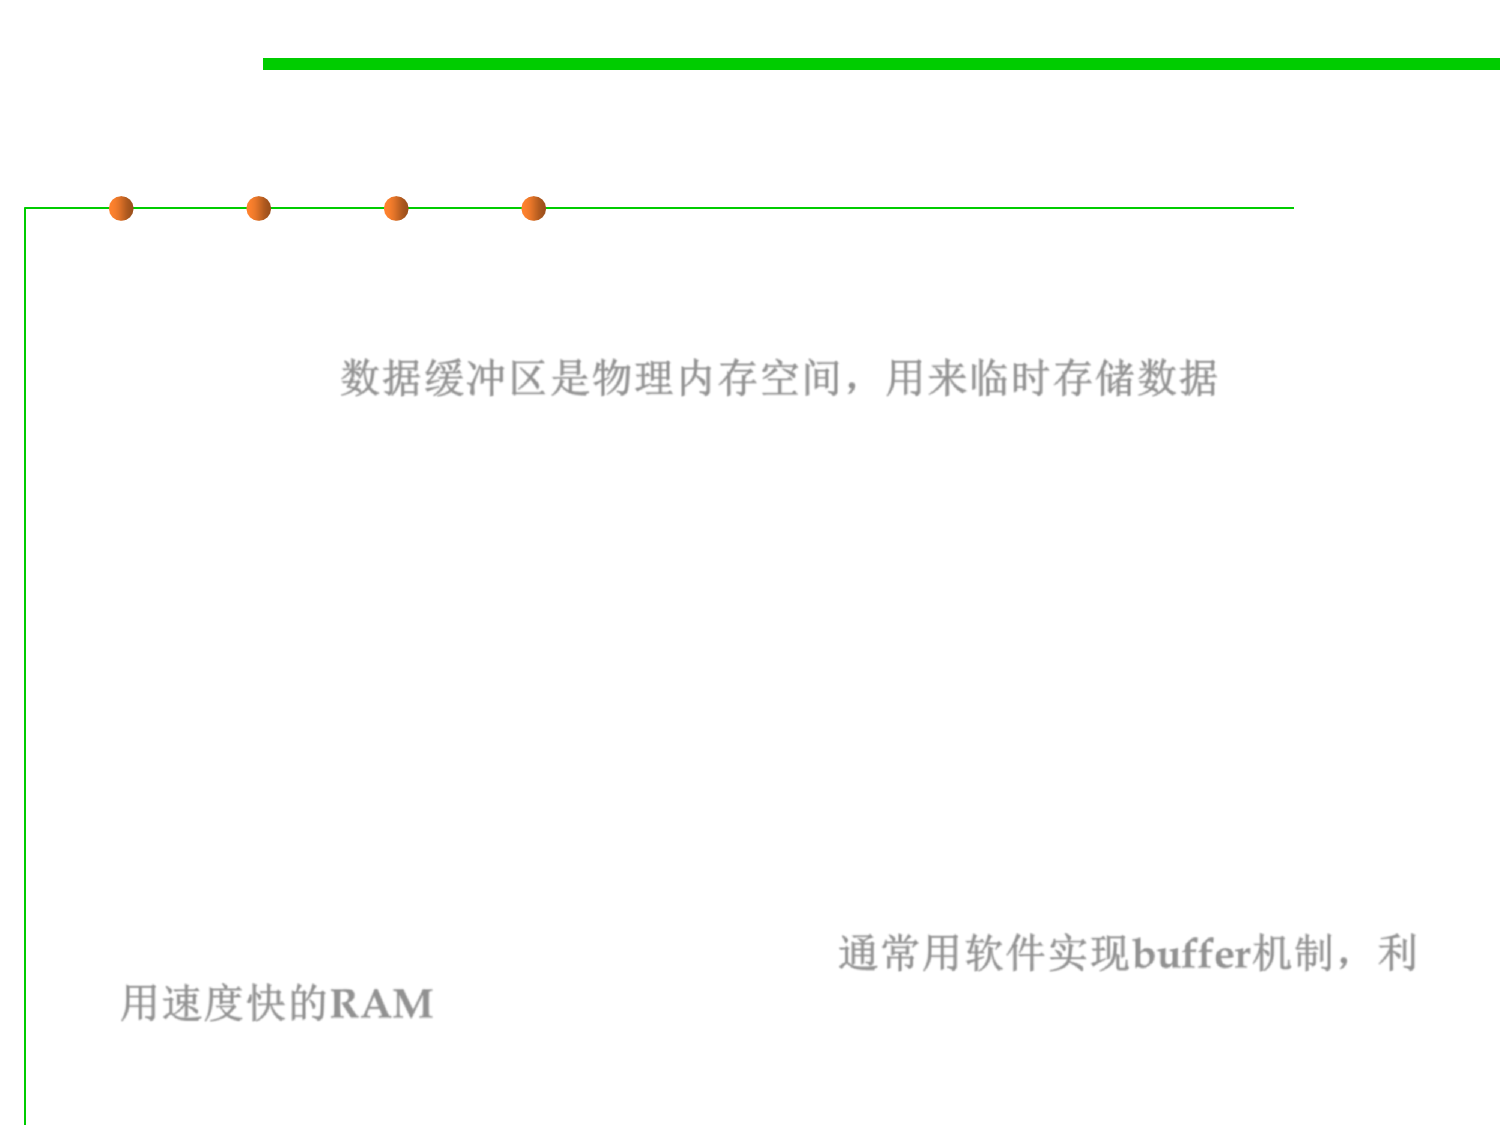 数据缓冲区是物理内存空间，用来临时存储数据
通常用软件实现buffer机制，利
用速度快的RAM